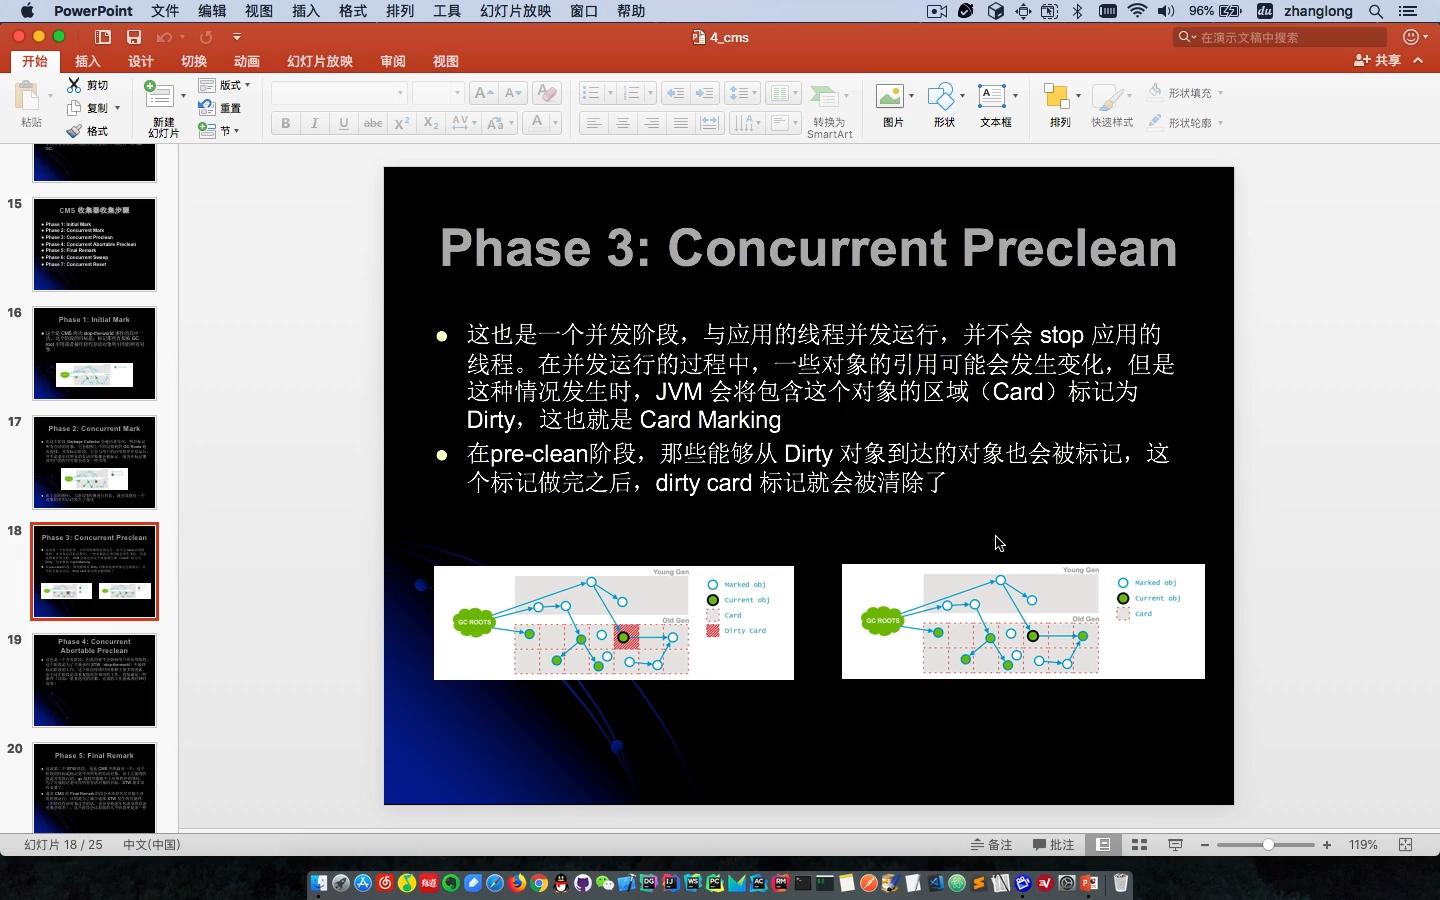 PowerPoint 文件 编辑 视图 插入 格式 排列 工具 幻灯片放映 窗口 帮助
96% du zhanglong
4_cms
在演示文稿中搜索
开始 插入 设计 切换 动画 幻灯片放映 审阅 视图
共享
粘贴
剪切
复制
格式
新建
幻灯片
版式
重置
节
转换为
SmartArt
图片
形状
文本框
排列
快速样式
形状填充
形状轮廓
15
CMS 收集器收集步骤
Phase 1: Initial Mark
Phase 2: Concurrent Mark
Phase 3: Concurrent Preclean
Phase 4: Concurrent Abortable Preclean
Phase 5: Final Remark
Phase 6: Concurrent Sweep
Phase 7: Concurrent Reset
16
Phase 1: Initial Mark
17
Phase 2: Concurrent Mark
18
Phase 3: Concurrent Preclean
19
Phase 4: Concurrent
Abortable Preclean
20
Phase 5: Final Remark
Phase 3: Concurrent Preclean
这也是一个并发阶段，与应用的线程并发运行，并不会 stop 应用的
线程。在并发运行的过程中，一些对象的引用可能会发生变化，但是
这种情况发生时，JVM 会将包含这个对象的区域（Card）标记为
Dirty，这也就是 Card Marking
在pre-clean阶段，那些能够从 Dirty 对象到达的对象也会被标记，这
个标记做完之后，dirty card 标记就会被清除了
Young Gen
Old Gen
GC ROOTS
Marked obj
Current obj
Card
Dirty Card
Young Gen
Old Gen
GC ROOTS
Marked obj
Current obj
Card
幻灯片 18 / 25 中文(中国)
备注 批注 119%